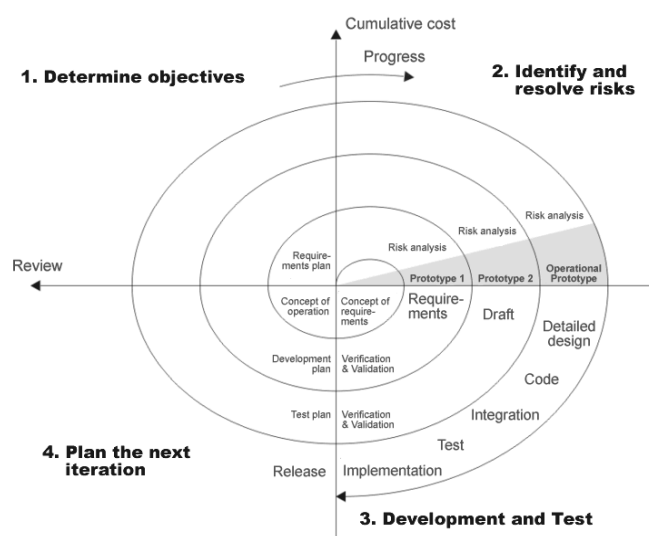 Cumulative cost
Progress
1. Determine objectives
2. Identify and
resolve risks
Risk analysis
Risk analysis
Risk analysis
Require-
ments plan
Review
Prototype 1
Prototype 2
Operational
Prototype
Concept of
operation
Concept of
require-
ments
Require-
ments
Draft
Detailed
design
Development
plan
Verification
& Validation
Code
Test plan
Verification
& Validation
Integration
Test
4. Plan the next
iteration
Release
Implementation
3. Development and Test